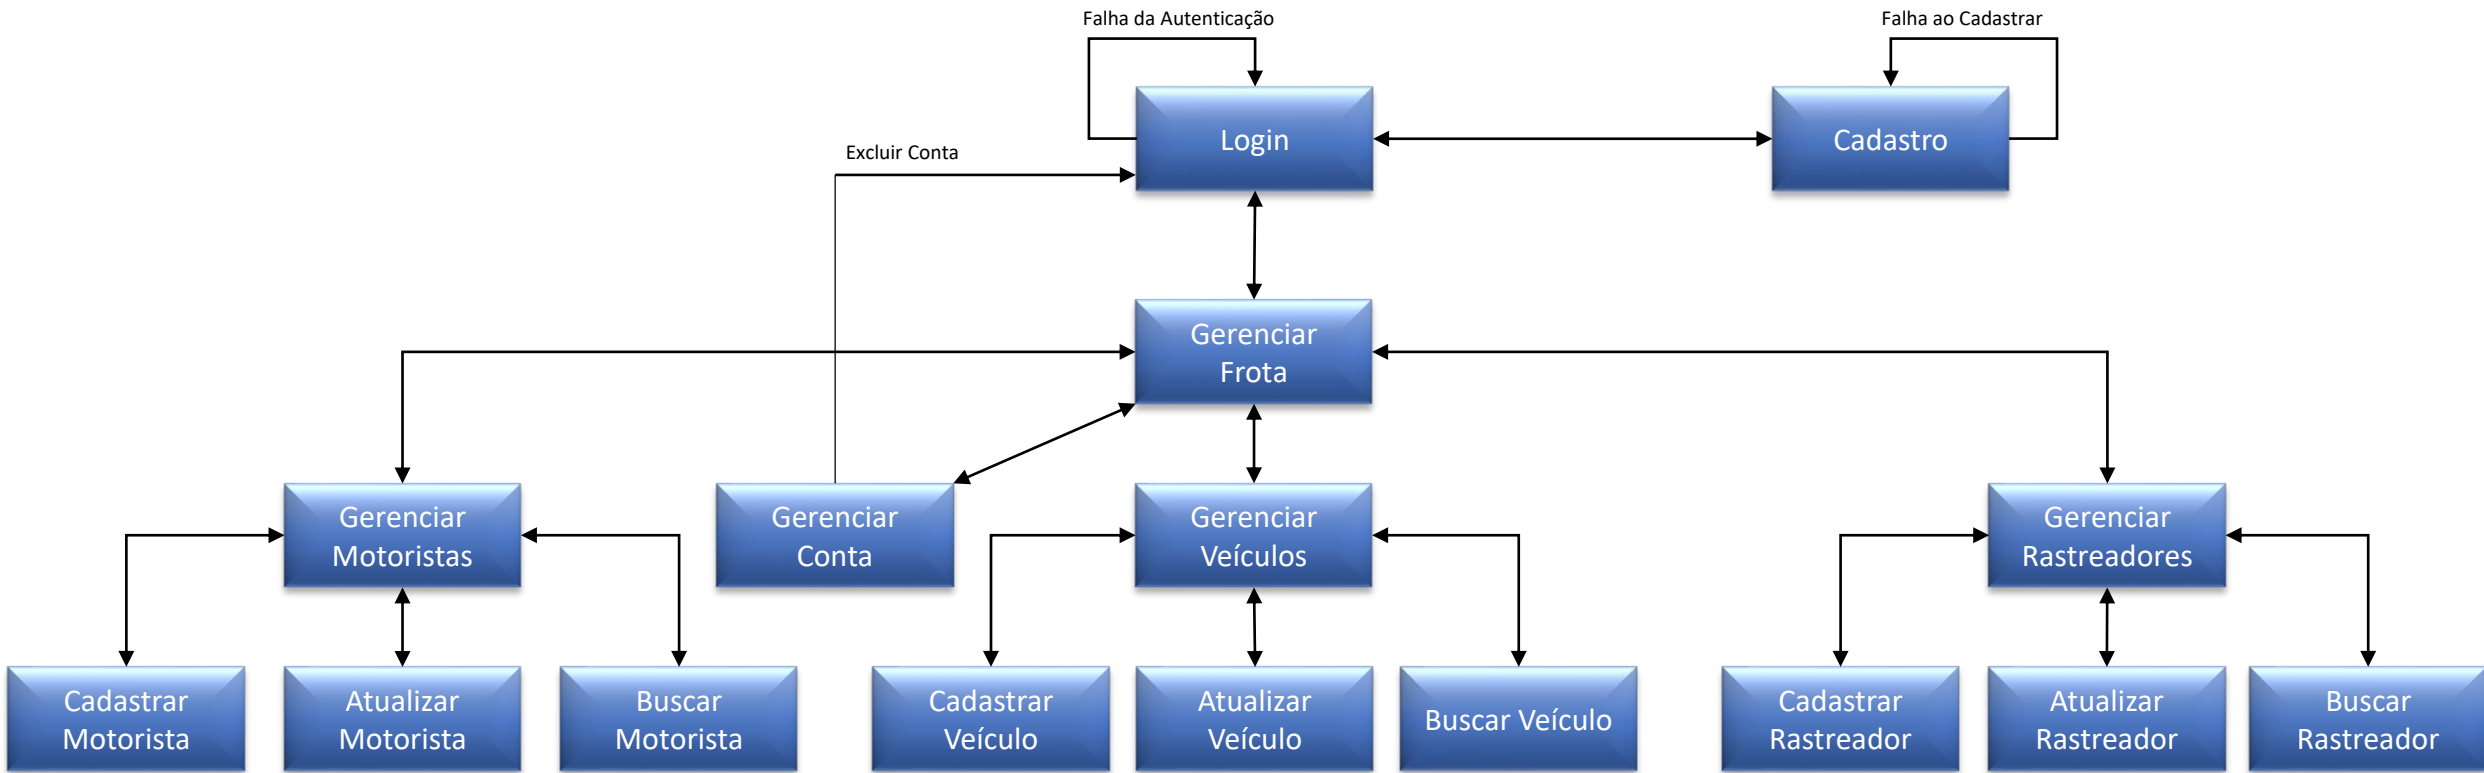 Falha da Autenticação
Falha ao Cadastrar
Login
Cadastro
Excluir Conta
Gerenciar
Frota
Gerenciar
Motoristas
Gerenciar
Conta
Gerenciar
Veículos
Gerenciar
Rastreadores
Cadastrar
Motorista
Atualizar
Motorista
Buscar
Motorista
Cadastrar
Veículo
Atualizar
Veículo
Buscar Veículo
Cadastrar
Rastreador
Atualizar
Rastreador
Buscar
Rastreador